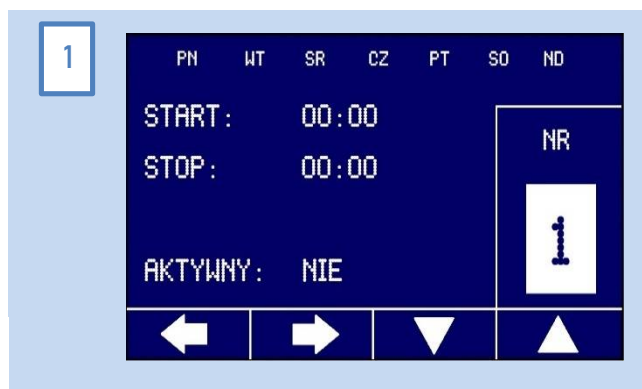 1
PN WT SR CZ PT SO ND
START: 00:00
NR
STOP: 00:00
1
AKTYWNY: NIE